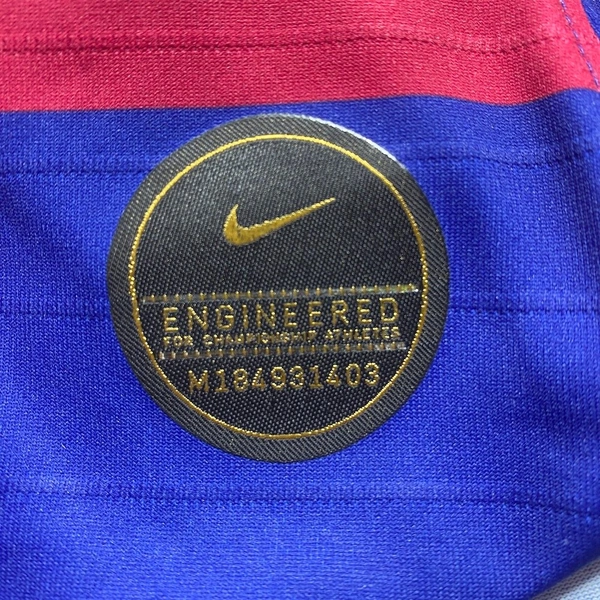 ENGINEERED
FOR CHAMPIONSHIP ATHLETES
M184931403